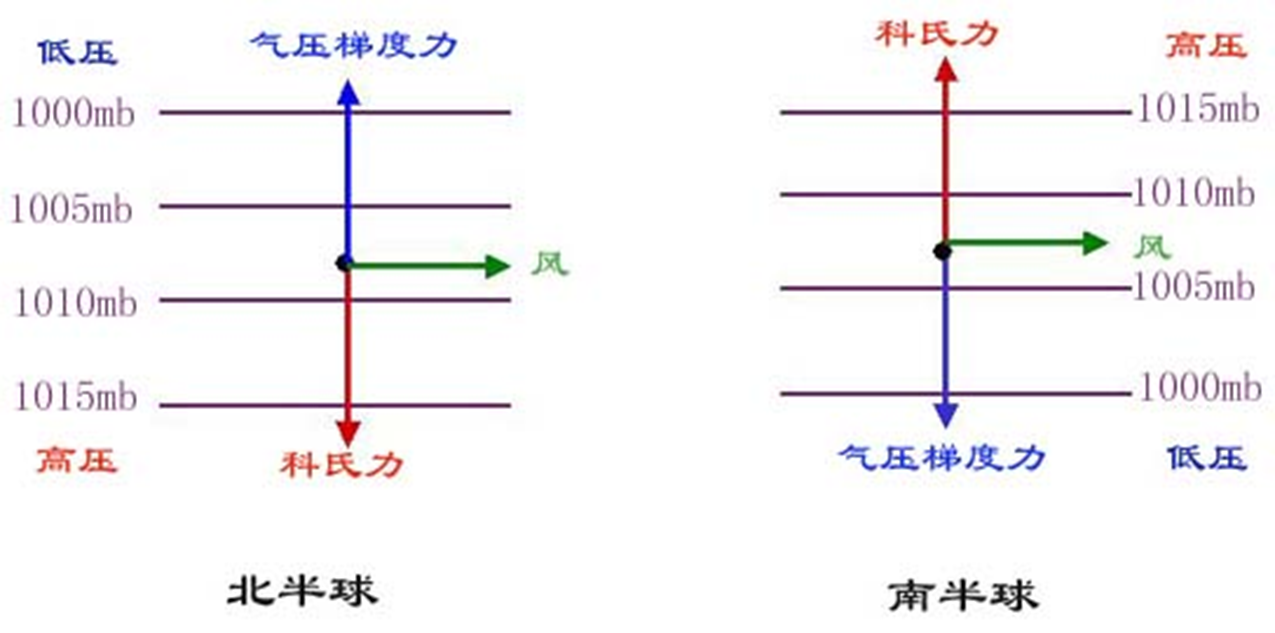 低压 气压梯度力
1000mb
1005mb
风
1010mb
1015mb
高压 科氏力
北半球
科氏力 高压
1015mb
1010mb
风
1005mb
1000mb
气压梯度力 低压
南半球